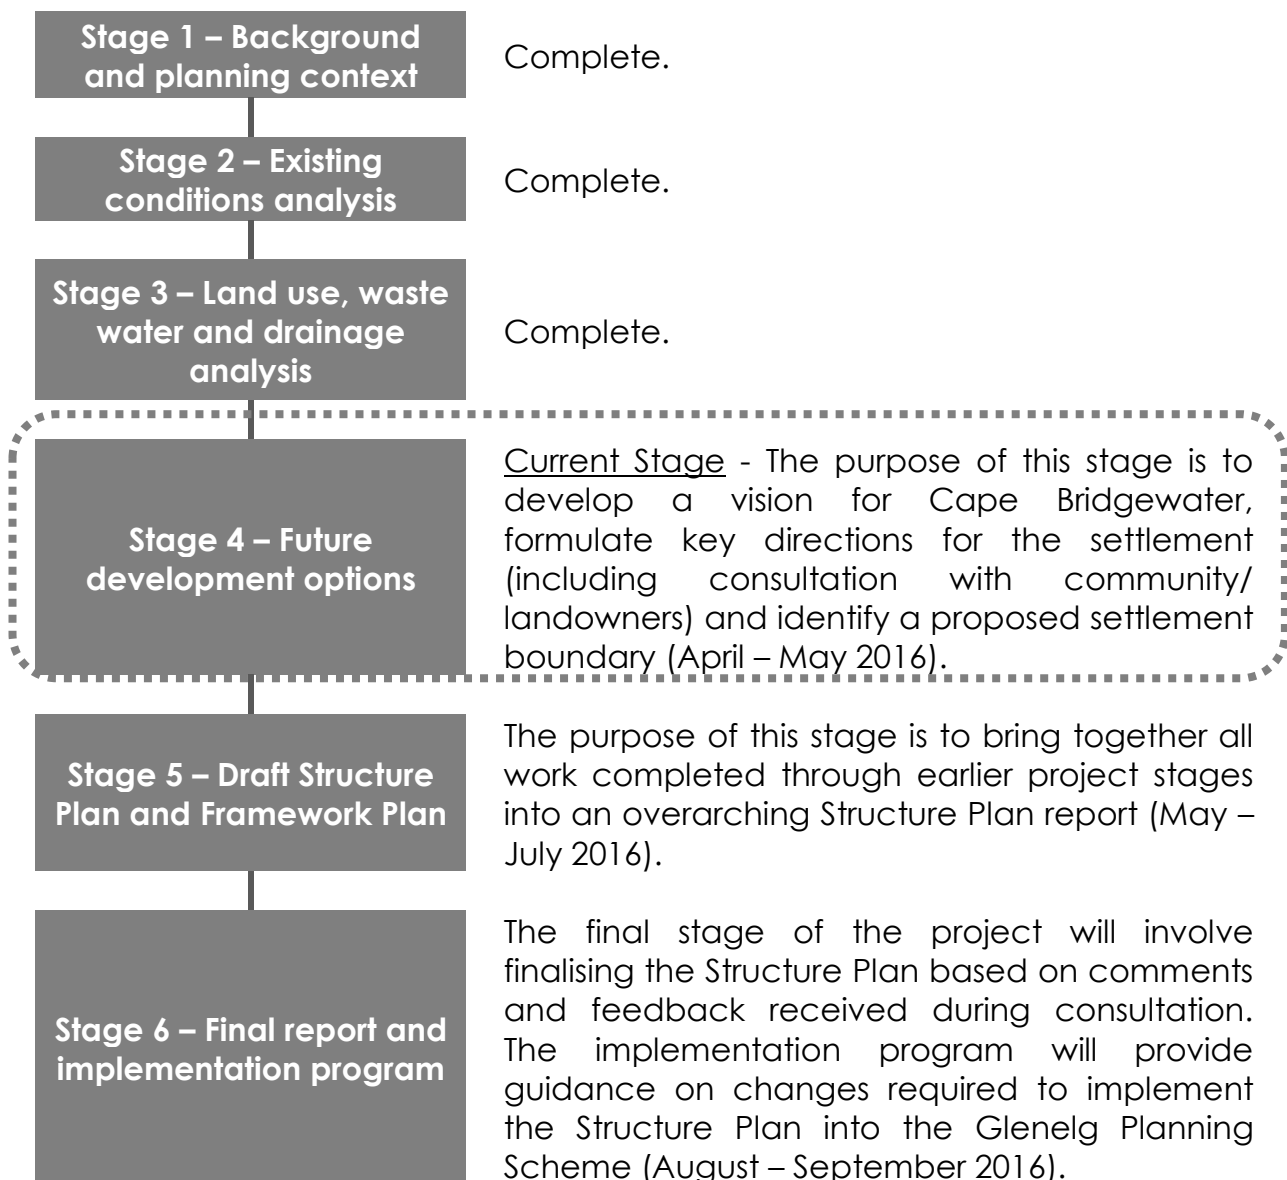 Stage 1 – Background
and planning context
Complete.
Stage 2 – Existing
conditions analysis
Complete.
Stage 3 – Land use, waste
water and drainage
analysis
Complete.
Stage 4 – Future
development options
Current Stage - The purpose of this stage is to
develop a vision for Cape Bridgewater,
formulate key directions for the settlement
(including consultation with community/
landowners) and identify a proposed settlement
boundary (April – May 2016).
Stage 5 – Draft Structure
Plan and Framework Plan
The purpose of this stage is to bring together all
work completed through earlier project stages
into an overarching Structure Plan report (May –
July 2016).
Stage 6 – Final report and
implementation program
The final stage of the project will involve
finalising the Structure Plan based on comments
and feedback received during consultation.
The implementation program will provide
guidance on changes required to implement
the Structure Plan into the Glenelg Planning
Scheme (August – September 2016).